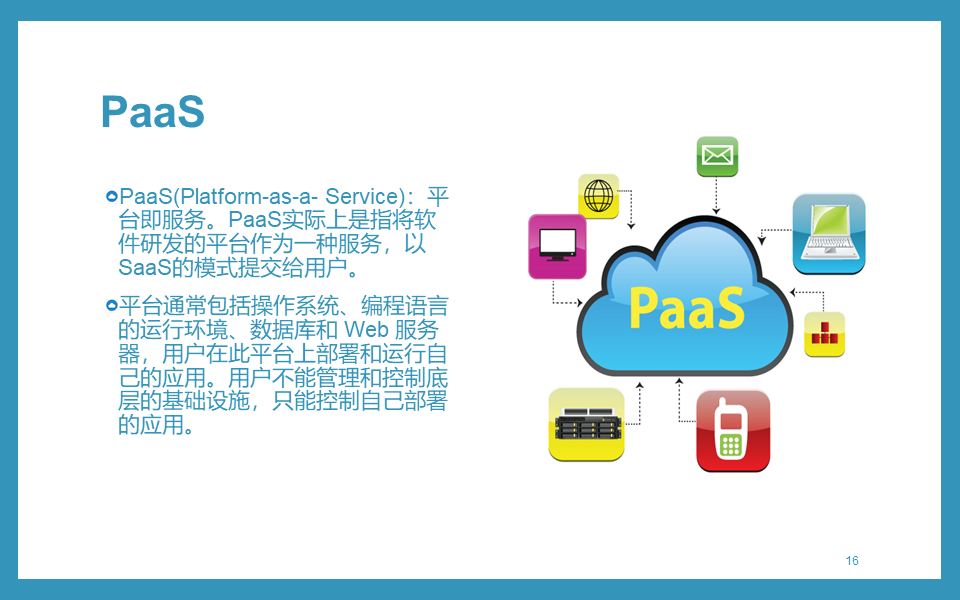 PaaS
PaaS(Platform-as-a- Service)：平
台即服务。PaaS实际上是指将软
件研发的平台作为一种服务，以
SaaS的模式提交给用户。
平台通常包括操作系统、编程语言
的运行环境、数据库和 Web 服务
器，用户在此平台上部署和运行自
己的应用。用户不能管理和控制底
层的基础设施，只能控制自己部署
的应用。
PaaS
16